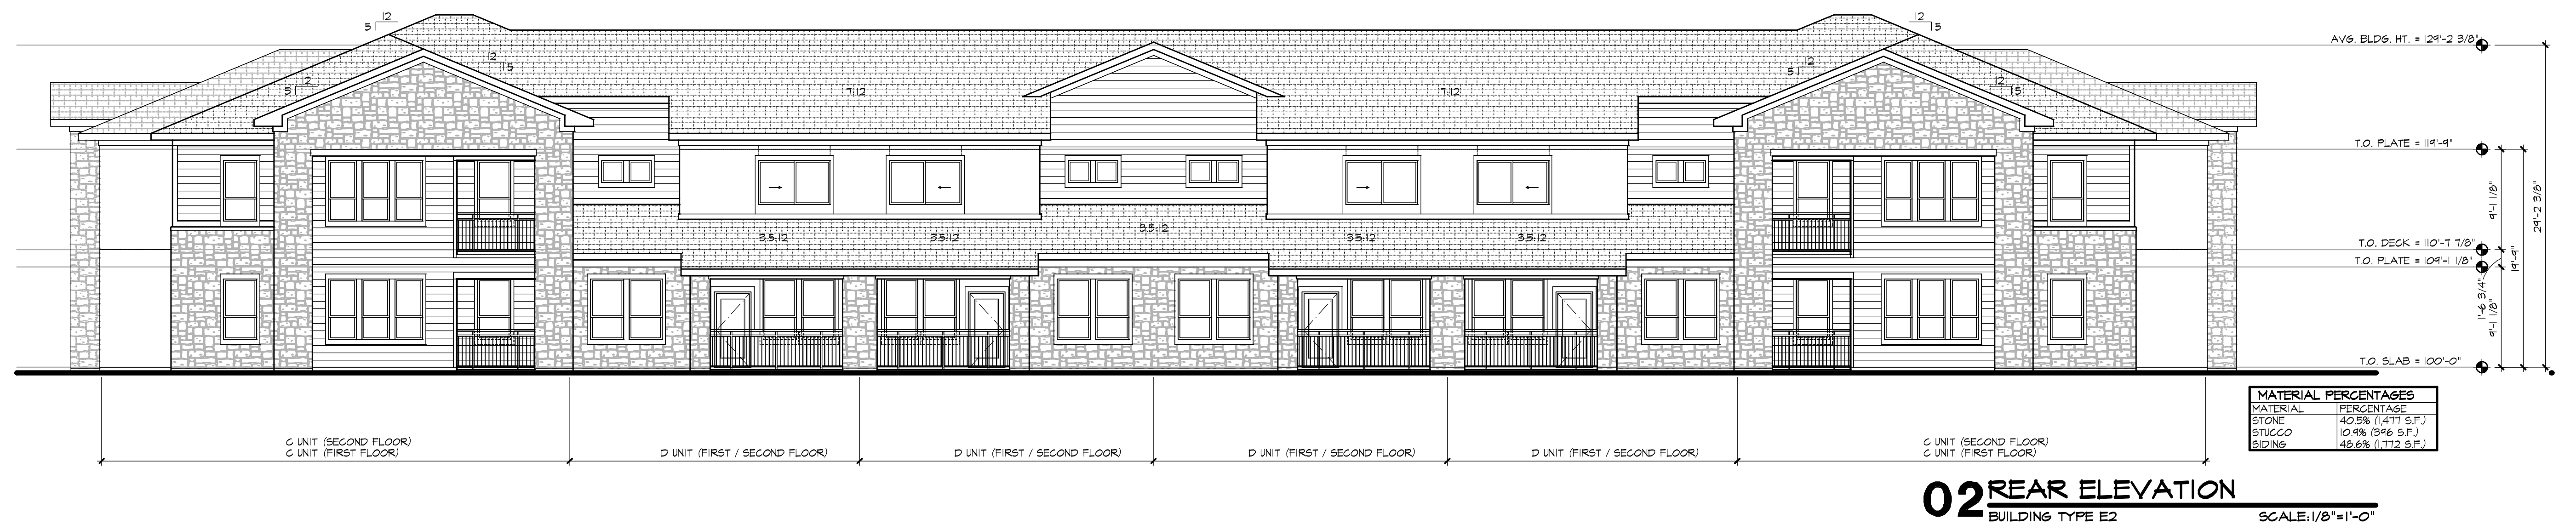 12
5
12
5
12
5
12
5
AVG. BLDG. HT. = 129'-2 3/8"
12
5
12
5
7:12
7:12
T.O. PLATE = 119'-9"
9'-1 1/8"
29'-2 3/8"
3.5:12
3.5:12
3.5:12
3.5:12
3.5:12
T.O. DECK = 110'-7 7/8"
T.O. PLATE = 109'-1 1/8"
19'-9"
1'-6 3/4"
9'-1 1/8"
T.O. SLAB = 100'-0"
MATERIAL PERCENTAGES
MATERIAL PERCENTAGE
STONE 40.5% (1,477 S.F.)
STUCCO 10.9% (396 S.F.)
SIDING 48.6% (1,772 S.F.)
C UNIT (SECOND FLOOR)
C UNIT (FIRST FLOOR)
D UNIT (FIRST / SECOND FLOOR)
D UNIT (FIRST / SECOND FLOOR)
D UNIT (FIRST / SECOND FLOOR)
D UNIT (FIRST / SECOND FLOOR)
C UNIT (SECOND FLOOR)
C UNIT (FIRST FLOOR)
02 REAR ELEVATION
BUILDING TYPE E2 SCALE:1/8"=1'-0"